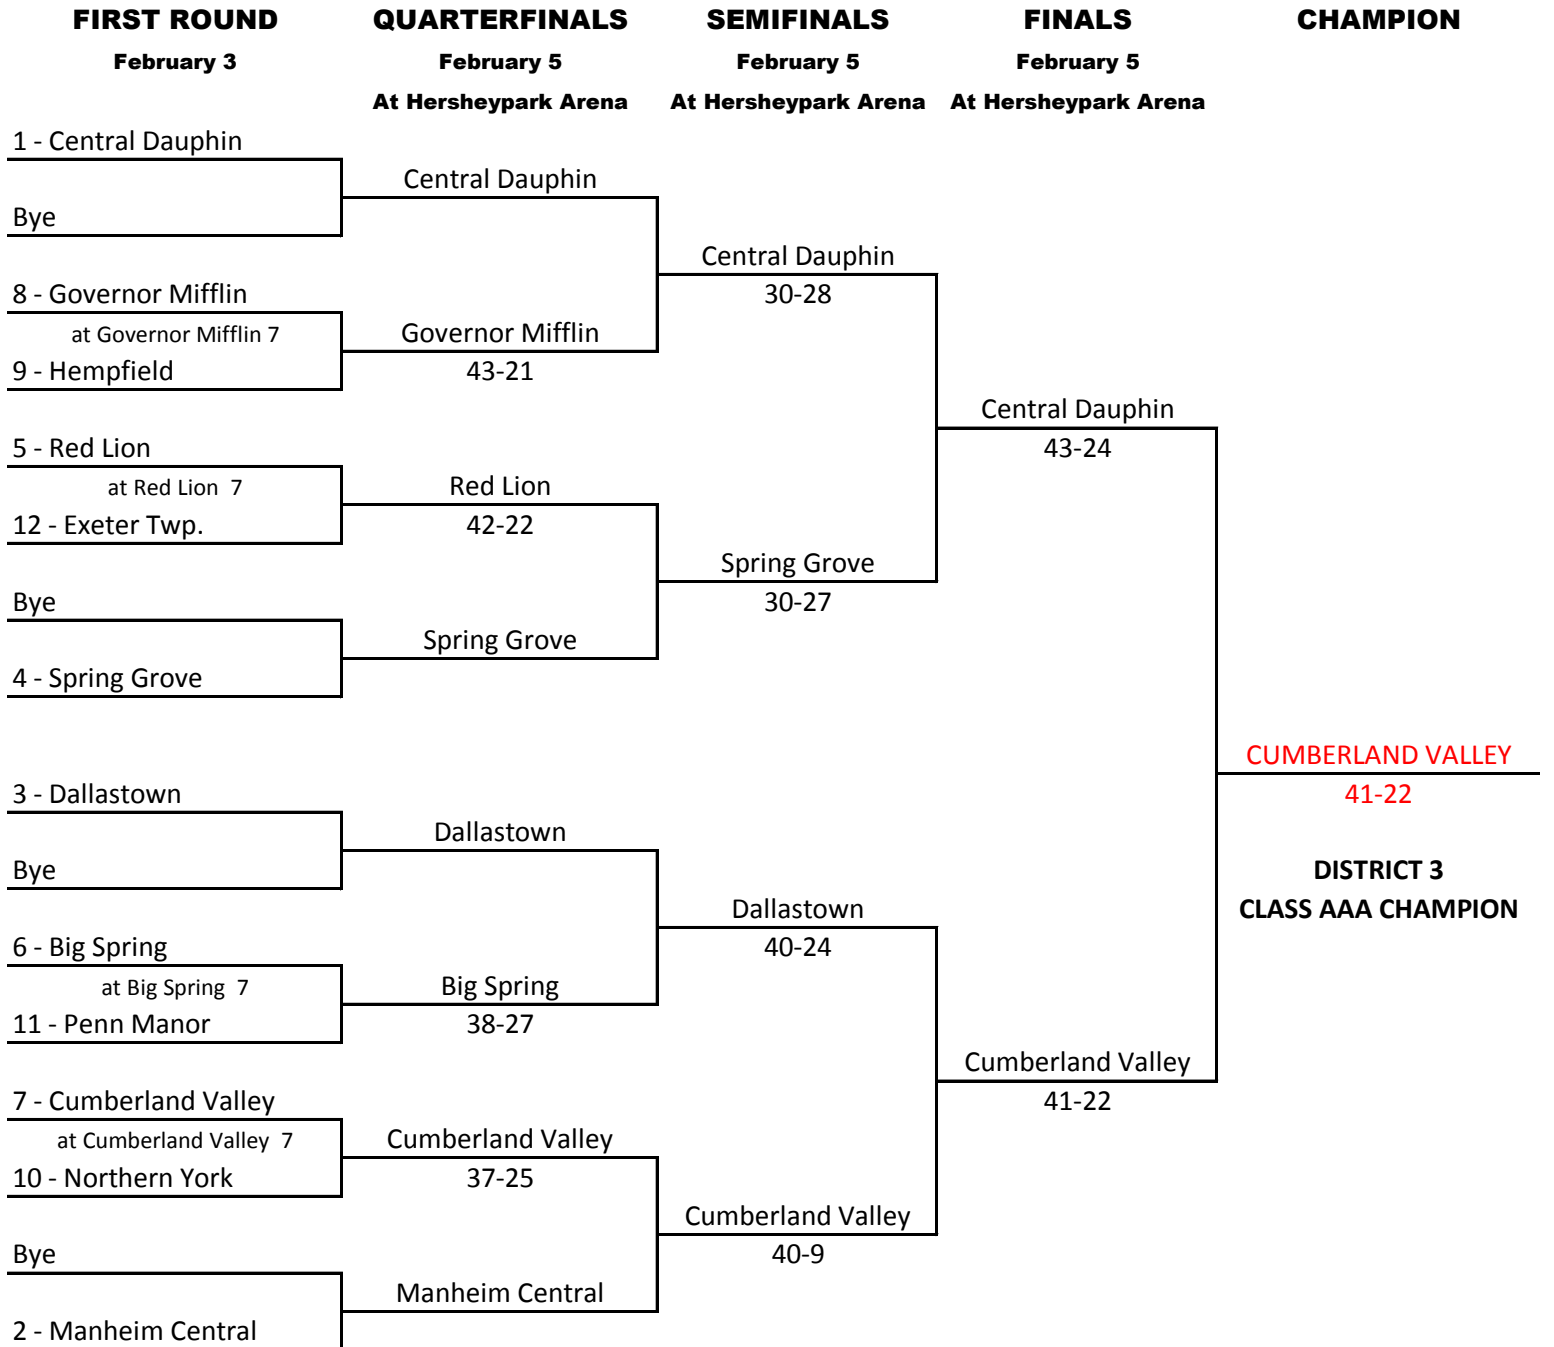 FIRST ROUND QUARTERFINALS SEMIFINALS FINALS CHAMPION
February 3 February 5 February 5 February 5
At Hersheypark Arena At Hersheypark Arena At Hersheypark Arena
1 - Central Dauphin
Central Dauphin
Bye
Central Dauphin
8 - Governor Mifflin 30-28
at Governor Mifflin 7 Governor Mifflin
9 - Hempfield 43-21
Central Dauphin
5 - Red Lion 43-24
at Red Lion 7 Red Lion
12 - Exeter Twp. 42-22
Spring Grove
Bye 30-27
Spring Grove
4 - Spring Grove
CUMBERLAND VALLEY
3 - Dallastown 41-22
Dallastown
Bye DISTRICT 3
Dallastown CLASS AAA CHAMPION
6 - Big Spring 40-24
at Big Spring 7 Big Spring
11 - Penn Manor 38-27
Cumberland Valley
7 - Cumberland Valley 41-22
at Cumberland Valley 7 Cumberland Valley
10 - Northern York 37-25
Cumberland Valley
Bye 40-9
Manheim Central
2 - Manheim Central